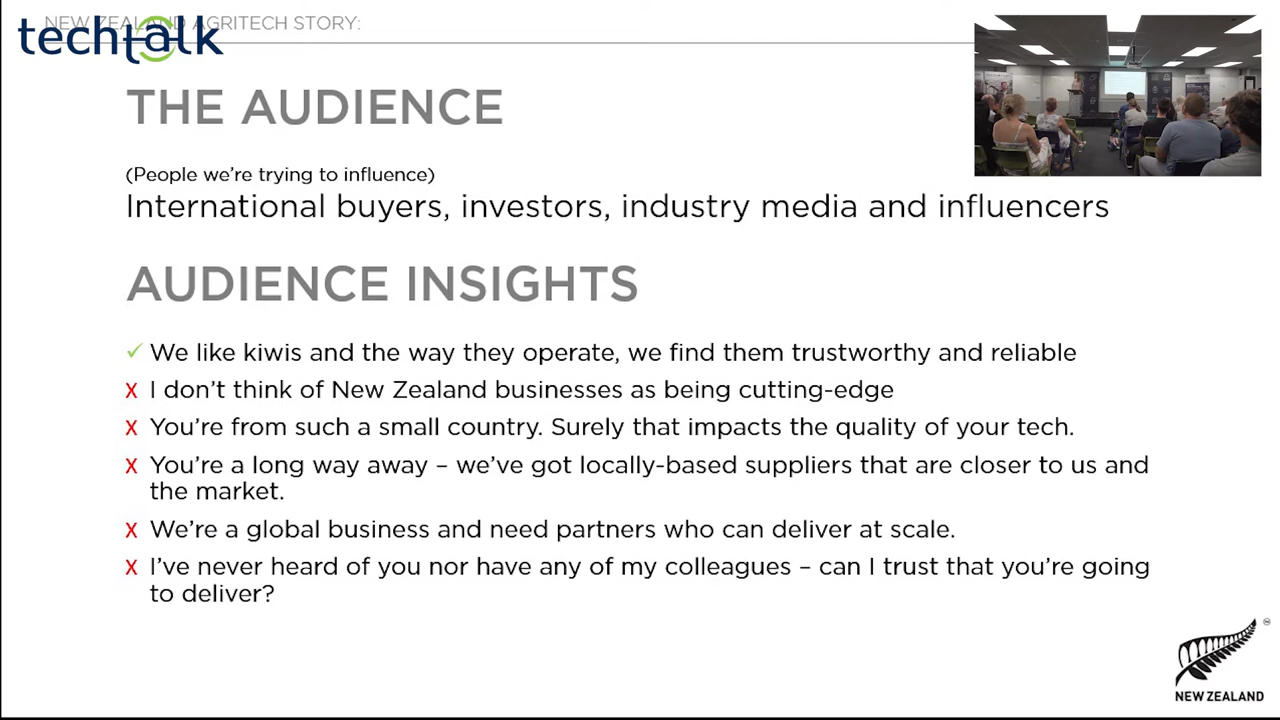 NEW ZEALAND AGRITECH STORY:
techtalk
THE AUDIENCE
(People we're trying to influence)
International buyers, investors, industry media and influencers
AUDIENCE INSIGHTS
✓ We like kiwis and the way they operate, we find them trustworthy and reliable
X I don't think of New Zealand businesses as being cutting-edge
X You're from such a small country. Surely that impacts the quality of your tech.
X You're a long way away – we've got locally-based suppliers that are closer to us and
the market.
X We're a global business and need partners who can deliver at scale.
X I've never heard of you nor have any of my colleagues – can I trust that you're going
to deliver?
NEW ZEALAND